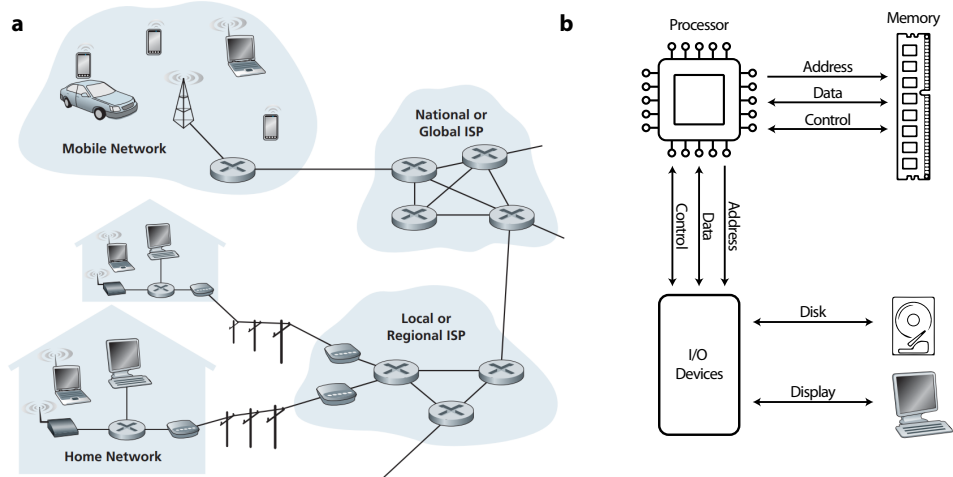 a
Mobile Network
National or
Global ISP
Local or
Regional ISP
Home Network
b
Processor
Memory
Address
Data
Control
Control
Data
Address
I/O
Devices
Disk
Display